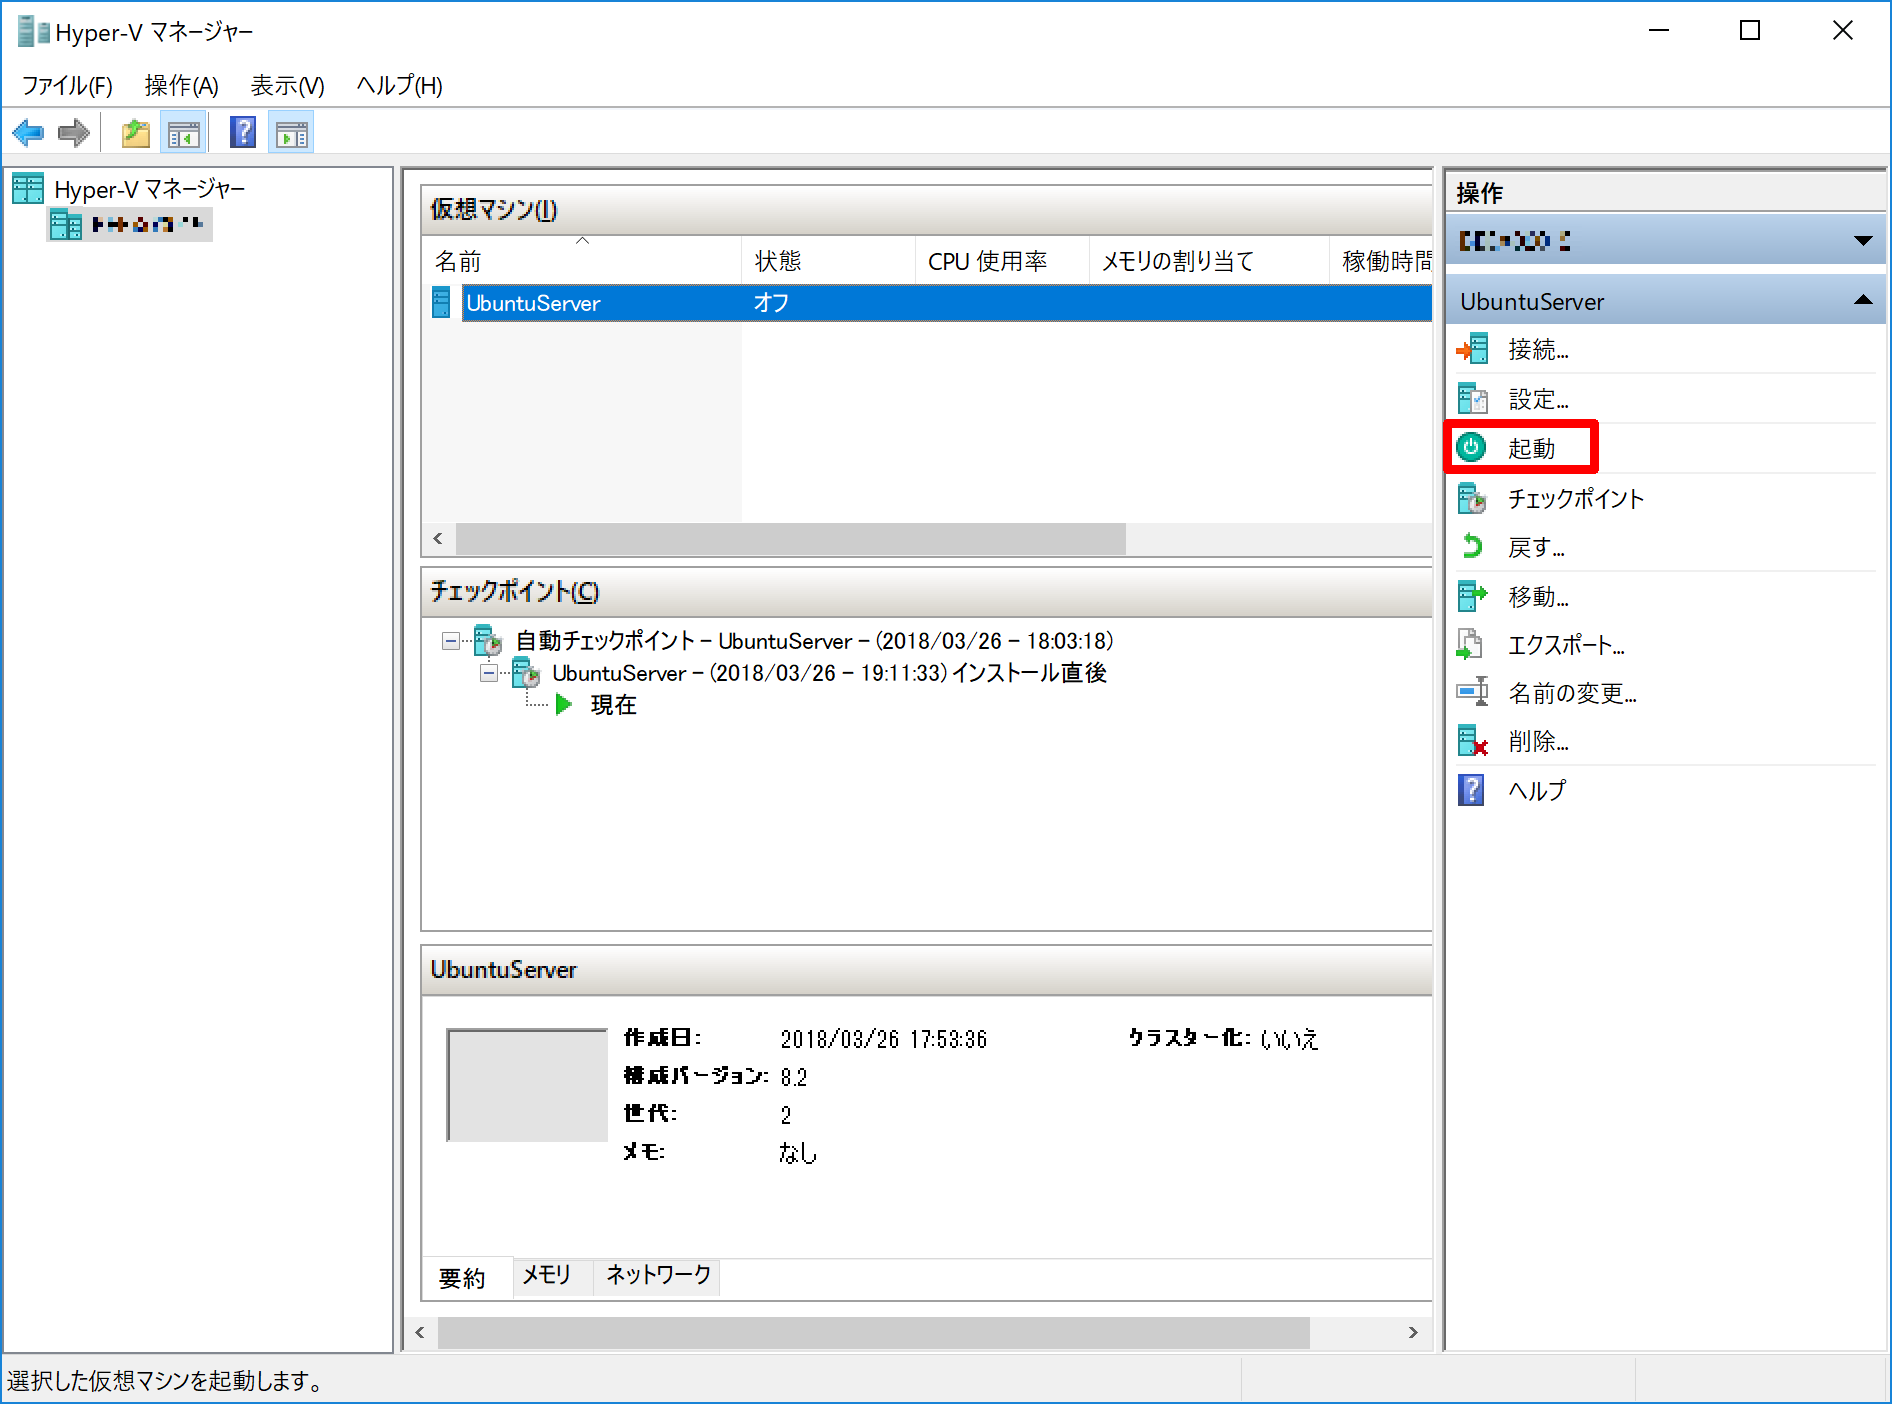 Hyper-V マネージャー
ファイル(F) 操作(A) 表示(V) ヘルプ(H)
Hyper-V マネージャー
仮想マシン(I)
名前 状態 CPU 使用率 メモリの割り当て 稼働時間
UbuntuServer オフ
チェックポイント(C)
自動チェックポイント - UbuntuServer - (2018/03/26 - 18:03:18)
UbuntuServer - (2018/03/26 - 19:11:33) インストール直後
現在
UbuntuServer
作成日: 2018/03/26 17:53:36 クラスター化: いいえ
構成バージョン: 8.2
世代: 2
メモ: なし
要約 メモリ ネットワーク
操作
UbuntuServer
接続...
設定...
起動
チェックポイント
戻す...
移動...
エクスポート...
名前の変更...
削除...
ヘルプ
選択した仮想マシンを起動します。